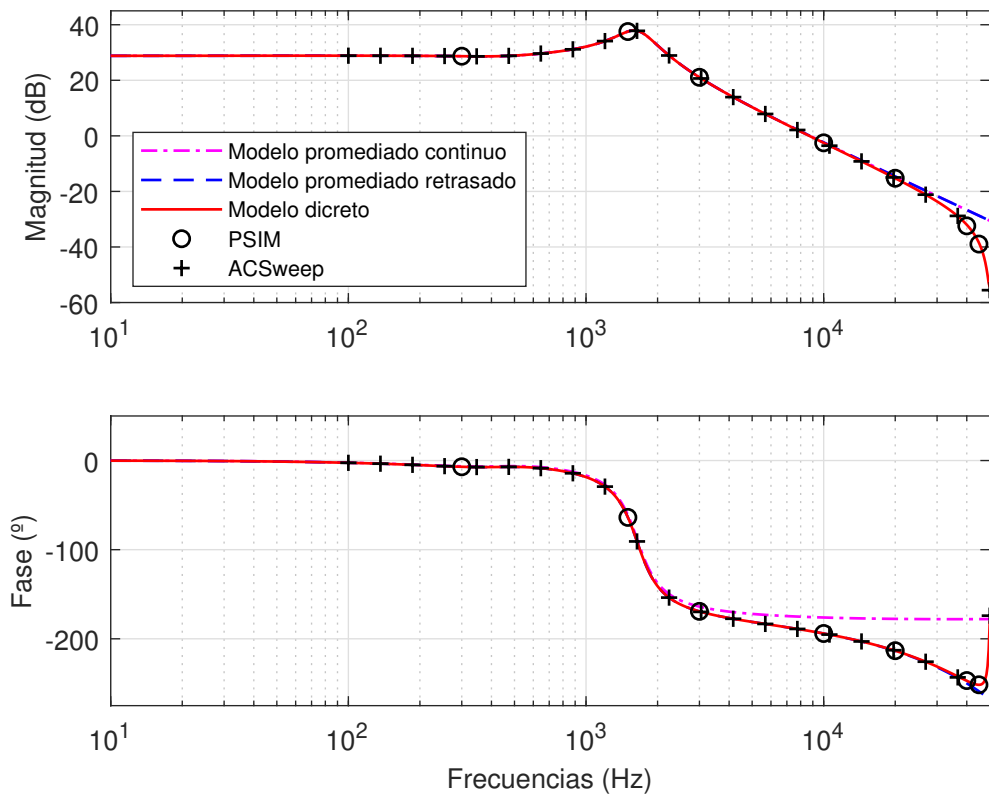 40
20
0
-20
-40
-60
Magnitud (dB)
Modelo promediado continuo
Modelo promediado retrasado
Modelo dicreto
PSIM
ACSweep
10^1
10^2
10^3
10^4
0
-100
-200
Fase (º)
10^1
10^2
10^3
10^4
Frecuencias (Hz)